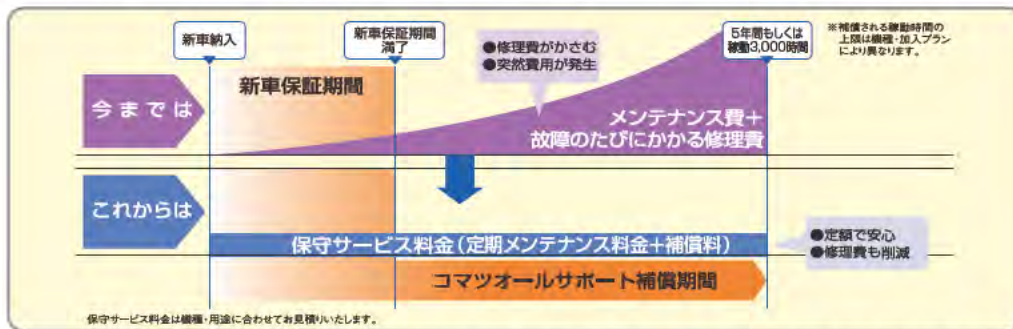 新車納入
新車保証期間
満了
5年間もしくは
稼動3,000時間
※補償される稼動時間の
上限は機種・加入プラン
により異なります。
●修理費がかさむ
●突然費用が発生
新車保証期間
今までは
メンテナンス費＋
故障のたびにかかる修理費
これからは
保守サービス料金（定期メンテナンス料金＋補償料）
●定額で安心
●修理費も削減
コマツオールサポート補償期間
保守サービス料金は機種・用途に合わせてお見積りいたします。